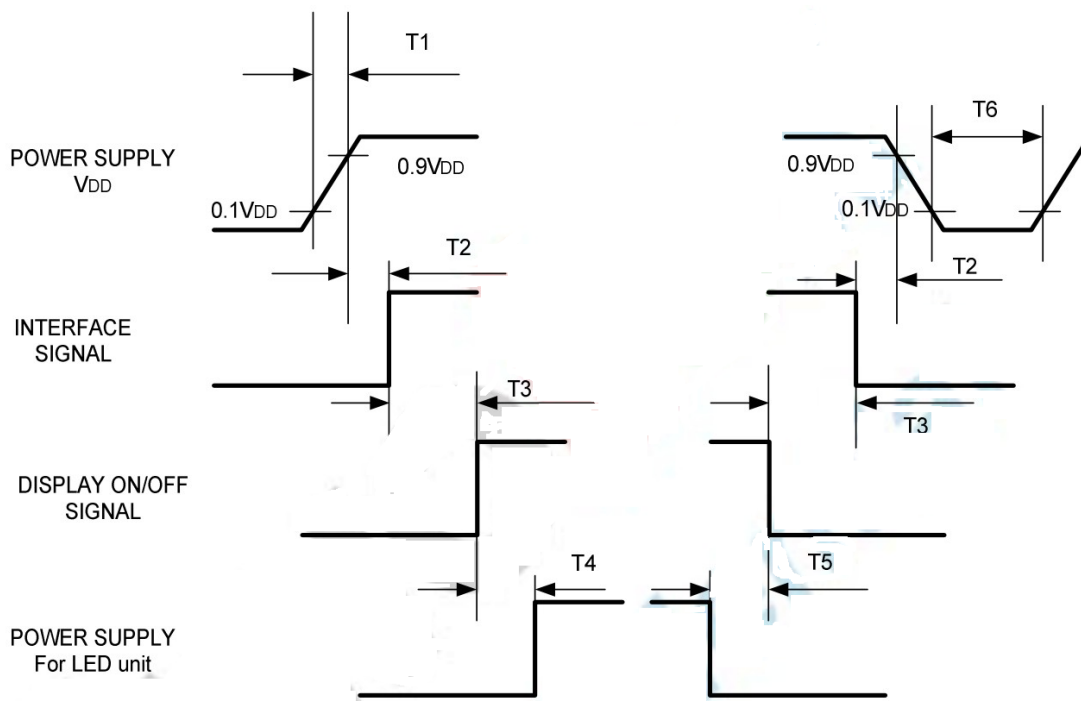 T1
T6
POWER SUPPLY
VDD
0.9VDD
0.9VDD
0.1VDD
0.1VDD
T2
T2
INTERFACE
SIGNAL
T3
T3
DISPLAY ON/OFF
SIGNAL
T4
T5
POWER SUPPLY
For LED unit